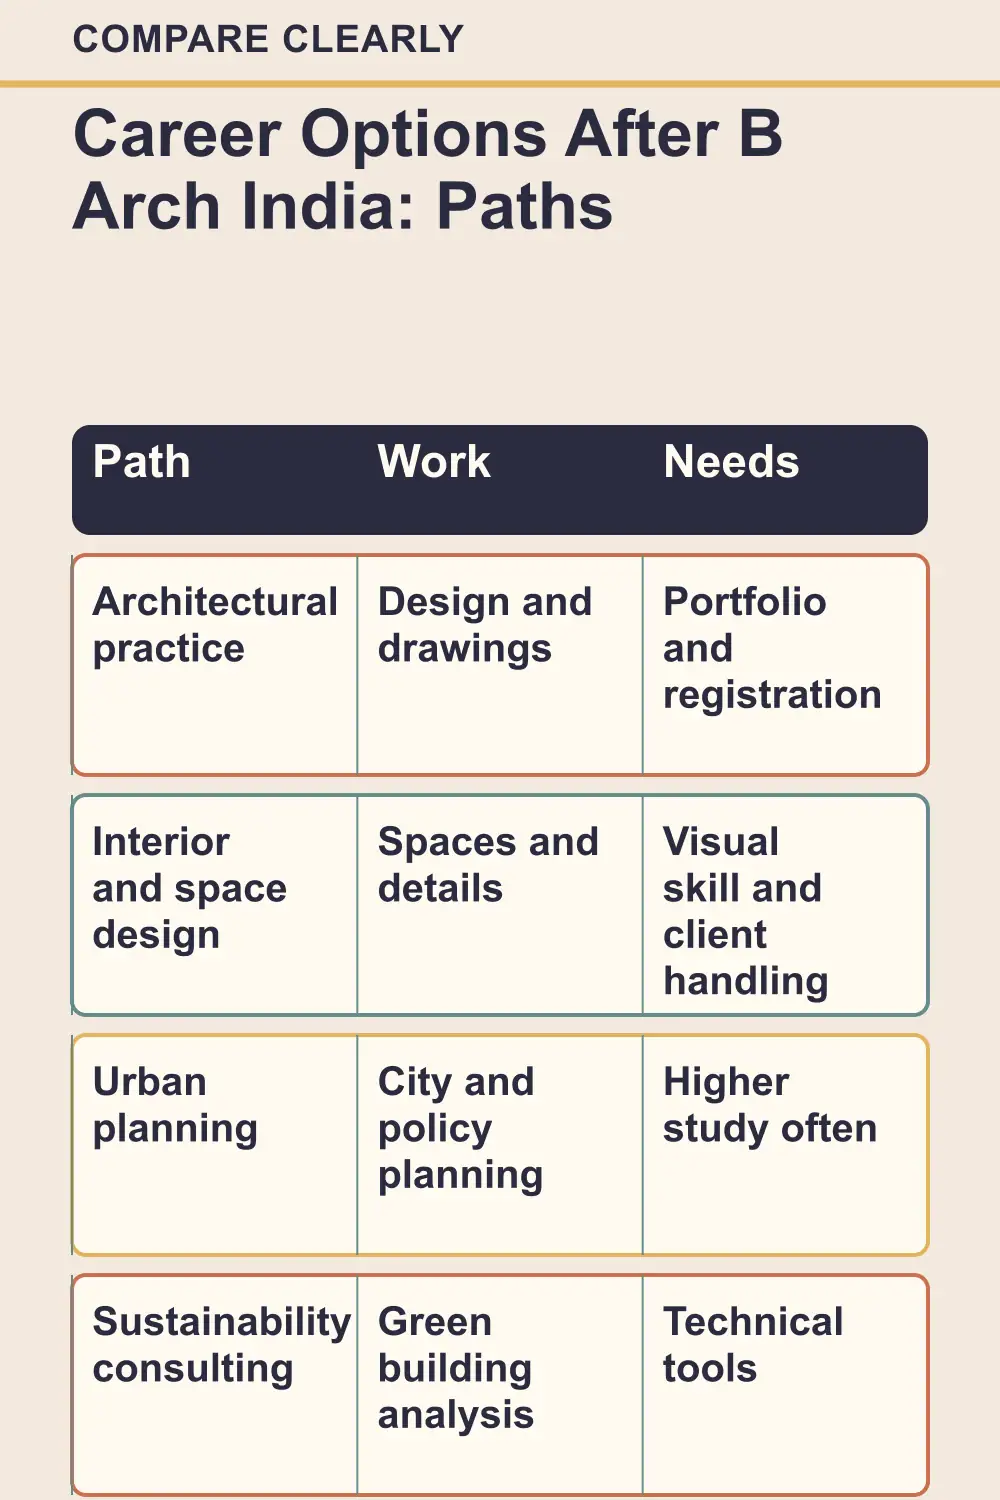 COMPARE CLEARLY
Career Options After B
Arch India: Paths
Path Work Needs
Architectural
practice
Design and
drawings
Portfolio
and
registration
Interior
and space
design
Spaces and
details
Visual
skill and
client
handling
Urban
planning
City and
policy
planning
Higher
study often
Sustainability
consulting
Green
building
analysis
Technical
tools